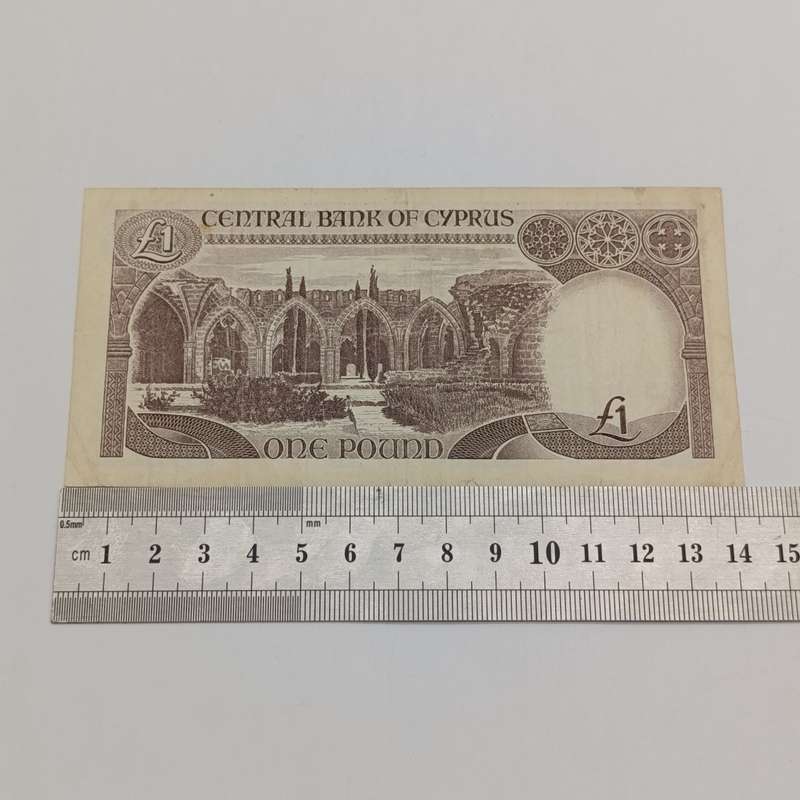 £1 CENTRAL BANK OF CYPRUS
£1
ONE POUND
0.5mm mm
cm 1 2 3 4 5 6 7 8 9 10 11 12 13 14 15